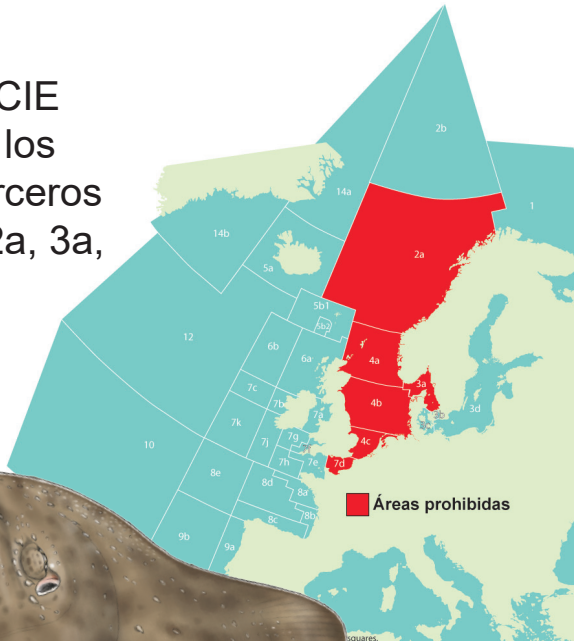 CIE
los
rceros
2a, 3a,
2b
1
14a
14b
2a
5a
5b1
5b2
12
6b
6a
4a
3a
7c
7b
7a
4b
3d
7k
7j
7g
4c
10
7h
7e
7d
8e
8d
8a
8b
8c
9b
9a
Áreas prohibidas
squares,